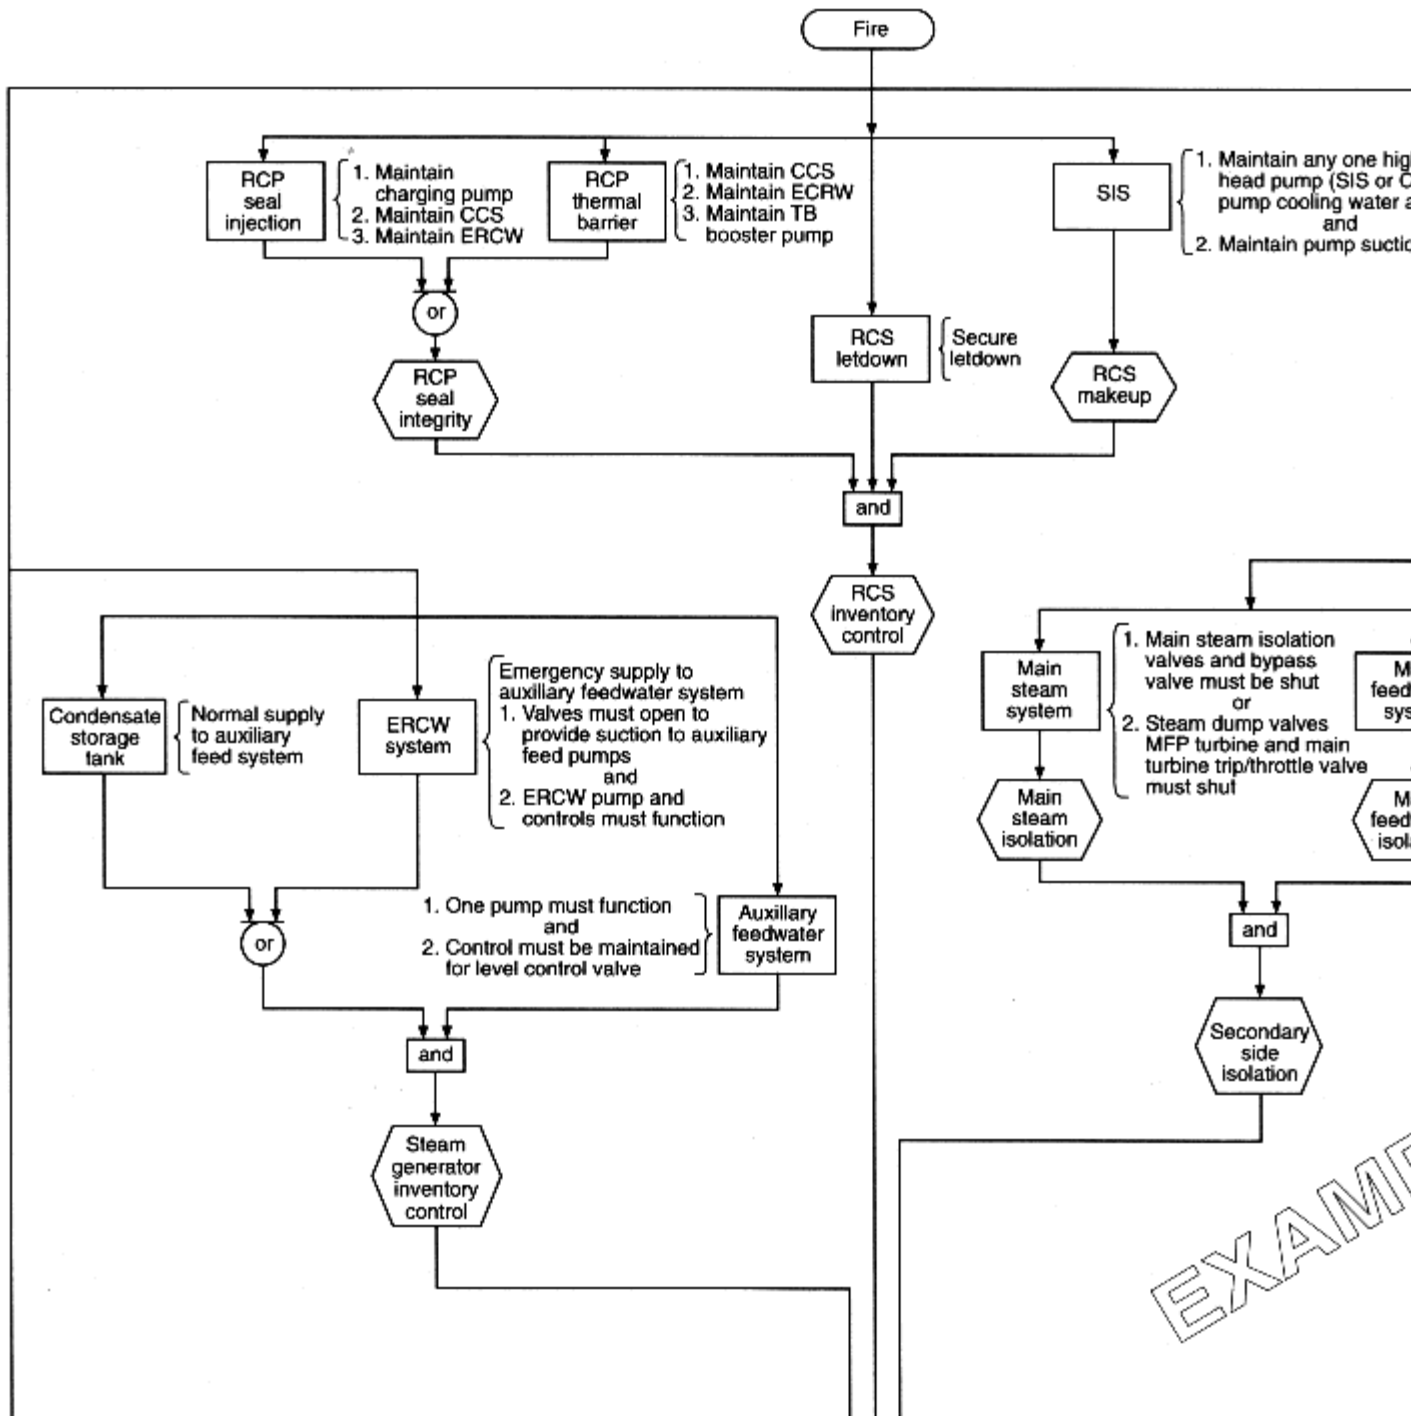 Fire
RCP
seal
injection
1. Maintain
charging pump
2. Maintain CCS
3. Maintain ERCW
RCP
thermal
barrier
1. Maintain CCS
2. Maintain ECRW
3. Maintain TB
booster pump
SIS
1. Maintain any one
head pump (SIS or
pump cooling water
and
2. Maintain pump
or
RCS
letdown
Secure
letdown
RCP
seal
integrity
RCS
makeup
and
RCS
inventory
control
Condensate
storage
tank
Normal supply
to auxiliary
feed system
ERCW
system
Emergency supply to
auxiliary feedwater system
1. Valves must open to
provide suction to auxiliary
feed pumps
and
2. ERCW pump and
controls must function
Main
steam
system
1. Main steam isolation
valves and bypass
valve must be shut
or
2. Steam dump valves
MFP turbine and main
turbine trip/throttle valve
must shut
Main
steam
isolation
or
1. One pump must function
and
2. Control must be maintained
for level control valve
Auxillary
feedwater
system
and
and
Secondary
side
isolation
Steam
generator
inventory
control